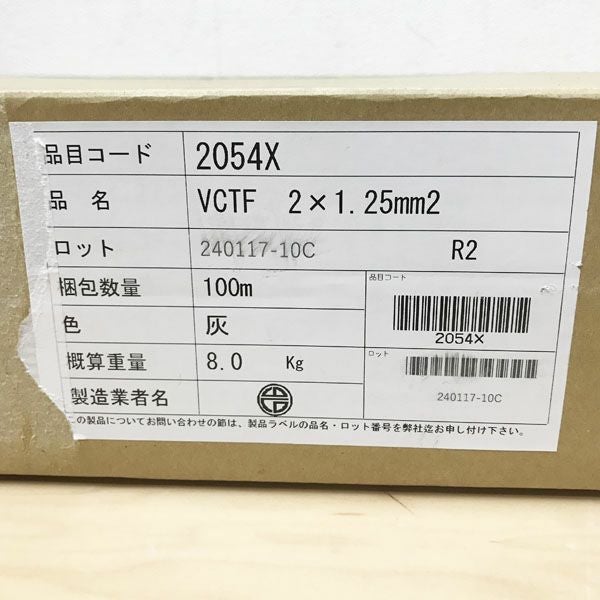 品目コード 2054X
品 名 VCTF 2×1.25mm2
ロット 240117-10C R2
梱包数量 100m
品目コード
2054X
色 灰
ロット
240117-10C
概算重量 8.0 Kg
製造業者名
この製品についてお問い合わせの節は、製品ラベルの品名・ロット番号を弊社迄お申し付け下さい。